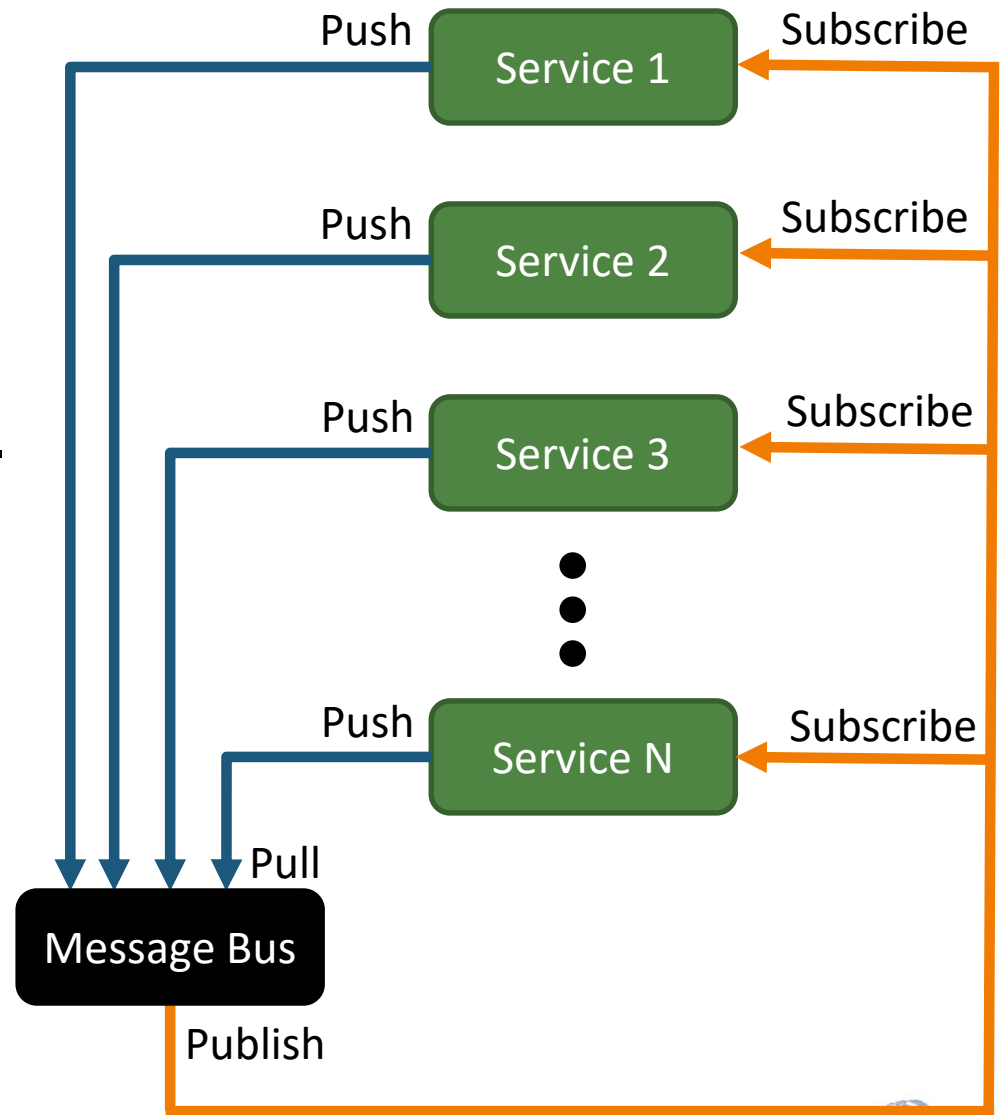 Push
Subscribe
Service 1
Push
Subscribe
Service 2
Push
Subscribe
Service 3
Push
Subscribe
Service N
Pull
Message Bus
Publish